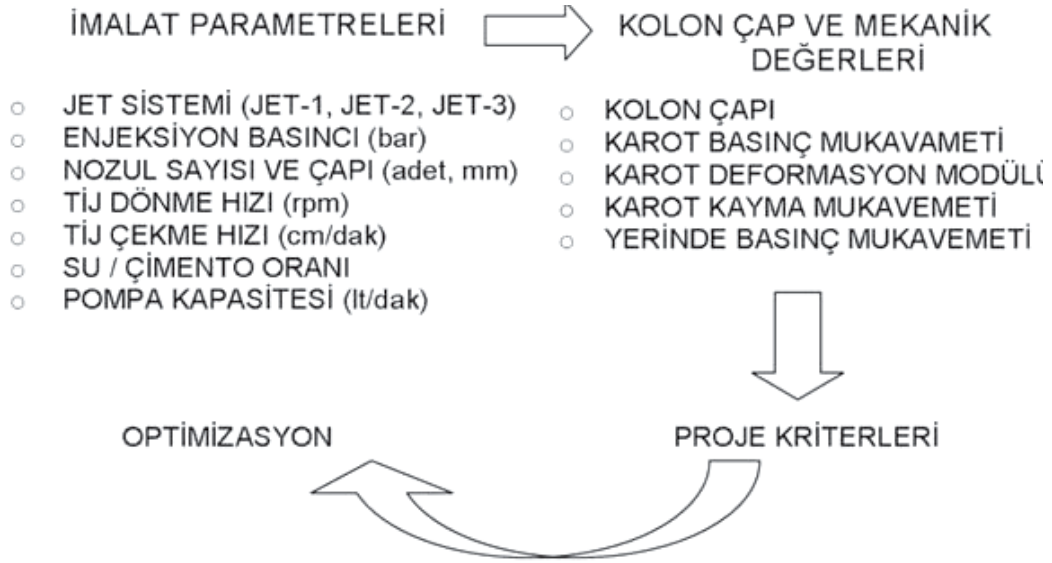 İMALAT PARAMETRELERİ
JET SİSTEMİ (JET-1, JET-2, JET-3)
ENJEKSİYON BASINCI (bar)
NOZUL SAYISI VE ÇAPI (adet, mm)
TİJ DÖNME HIZI (rpm)
TİJ ÇEKME HIZI (cm/dak)
SU / ÇİMENTO ORANI
POMPA KAPASİTESİ (lt/dak)
KOLON ÇAP VE MEKANİK
DEĞERLERİ
KOLON ÇAPI
KAROT BASINÇ MUKAVAMETİ
KAROT DEFORMASYON MODÜLÜ
KAROT KAYMA MUKAVEMETİ
YERİNDE BASINÇ MUKAVEMETİ
PROJE KRİTERLERİ
OPTİMİZASYON